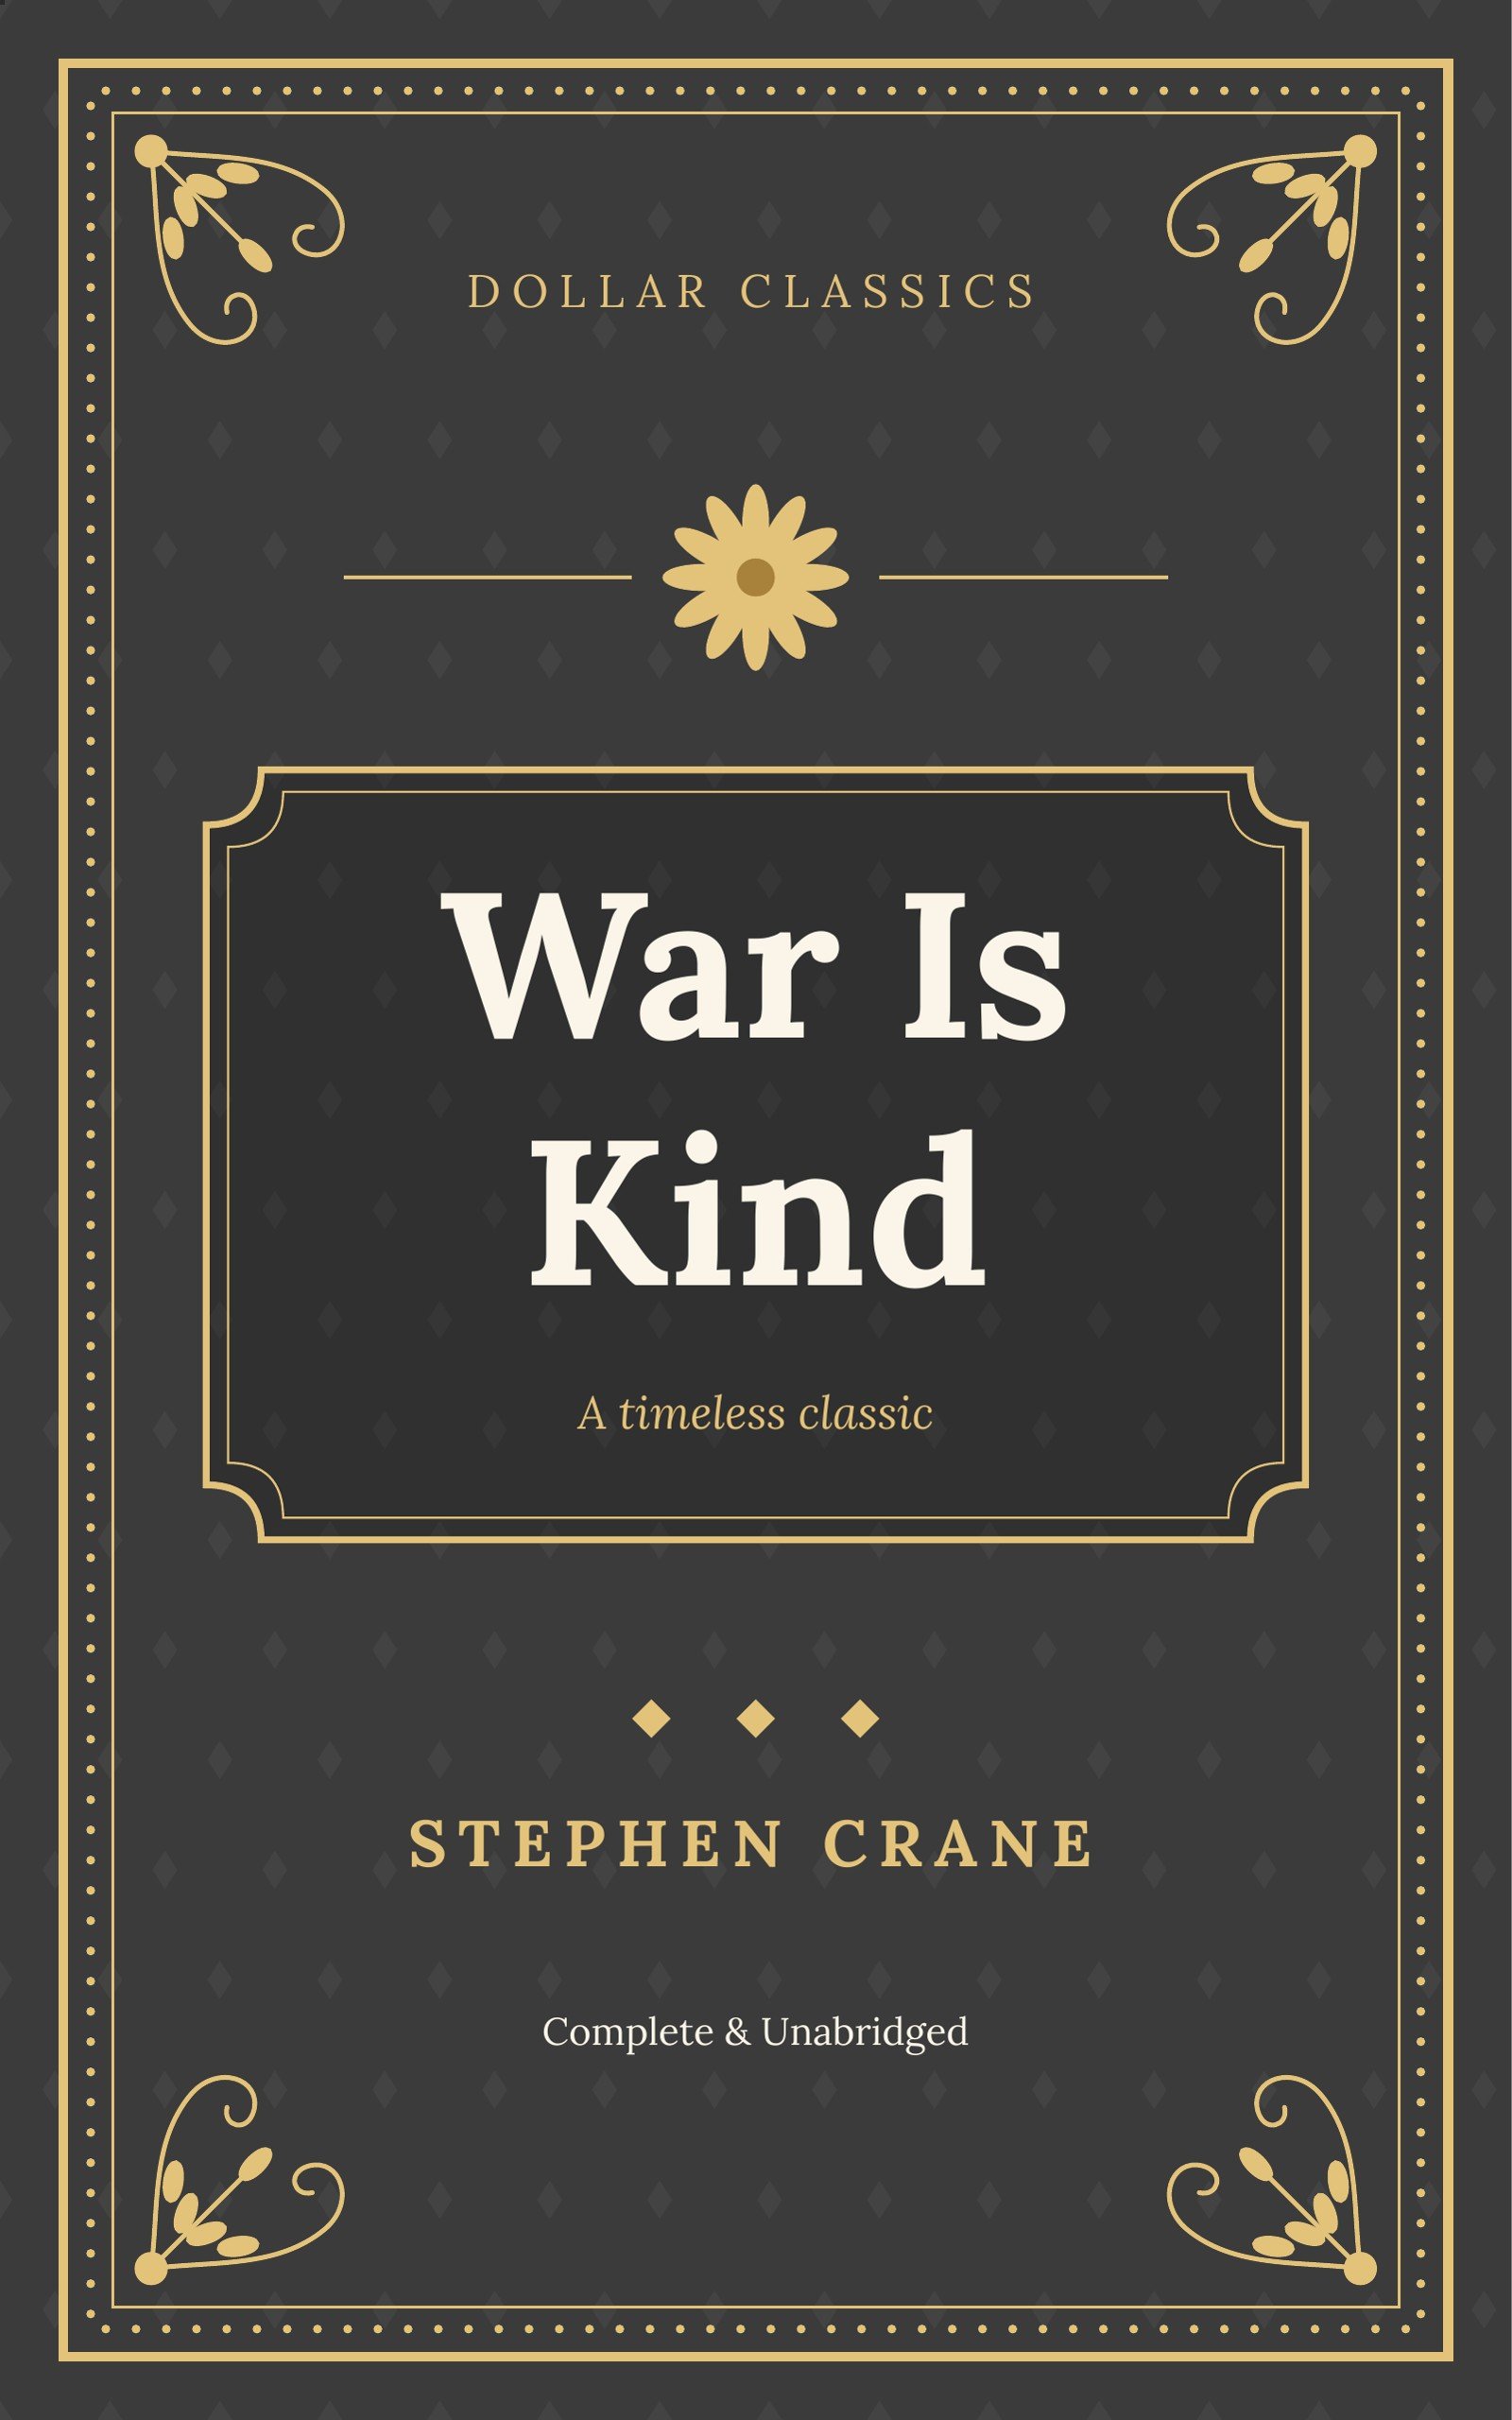 DOLLAR CLASSICS
War Is
Kind
A timeless classic
STEPHEN CRANE
Complete & Unabridged